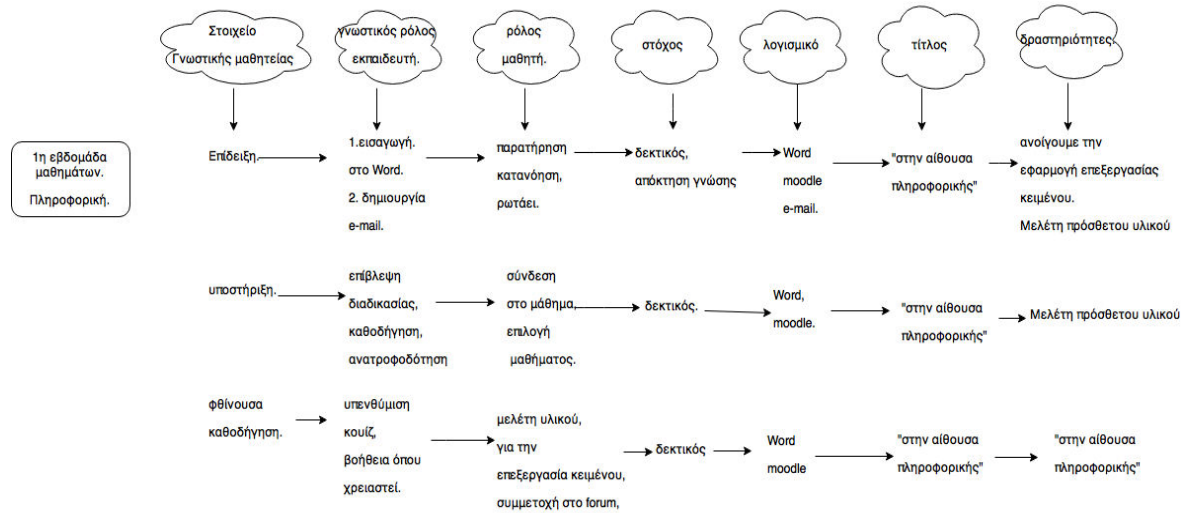 Στοιχείο
Γνωστικής μαθητείας
γνωστικός ρόλος
εκπαιδευτή.
ρόλος
μαθητή.
στόχος
λογισμικό
τίτλος
δραστηριότητες.
1η εβδομάδα
μαθημάτων.
Πληροφορική.
Επίδειξη.
1.εισαγωγή.
στο Word.
2. δημιουργία
e-mail.
παρατήρηση
κατανόηση,
ρωτάει.
δεκτικός,
απόκτηση γνώσης
Word
moodle
e-mail.
"στην αίθουσα
πληροφορικής"
ανοίγουμε την
εφαρμογή επεξεργασίας
κειμένου.
Μελέτη πρόσθετου υλικού
υποστήριξη.
επίβλεψη
διαδικασίας,
καθοδήγηση,
ανατροφοδότηση
σύνδεση
στο μάθημα,
επιλογή
μαθήματος.
δεκτικός.
Word,
moodle.
"στην αίθουσα
πληροφορικής"
Μελέτη πρόσθετου υλικού
φθίνουσα
καθοδήγηση.
υπενθύμιση
κουίζ,
βοήθεια όπου
χρειαστεί.
μελέτη υλικού,
για την
επεξεργασία κειμένου,
συμμετοχή στο forum,
δεκτικός
Word
moodle
"στην αίθουσα
πληροφορικής"
"στην αίθουσα
πληροφορικής"